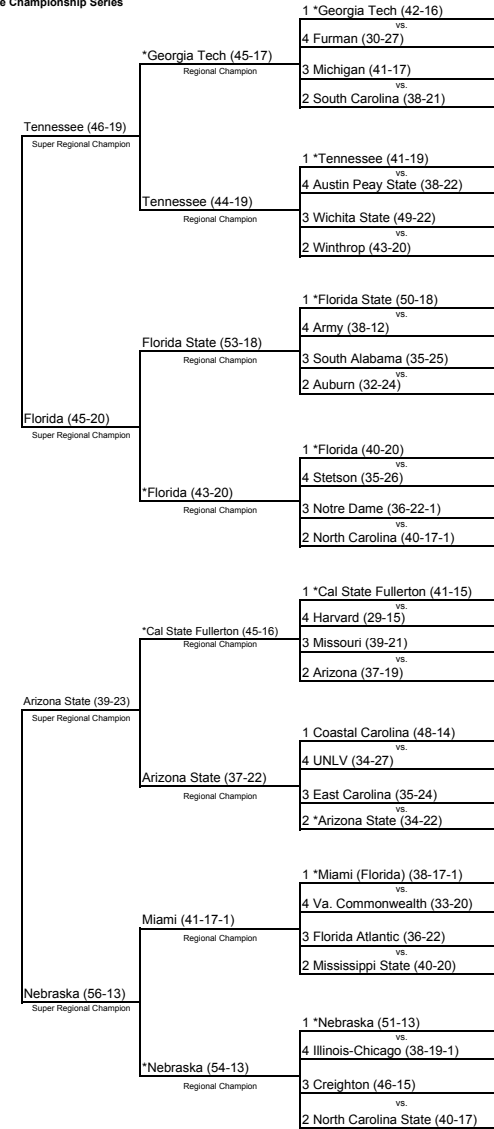 e Championship Series
1 *Georgia Tech (42-16)
vs.
4 Furman (30-27)
*Georgia Tech (45-17)
Regional Champion
3 Michigan (41-17)
vs.
2 South Carolina (38-21)
Tennessee (46-19)
Super Regional Champion
1 *Tennessee (41-19)
vs.
4 Austin Peay State (38-22)
Tennessee (44-19)
Regional Champion
3 Wichita State (49-22)
vs.
2 Winthrop (43-20)
1 *Florida State (50-18)
vs.
4 Army (38-12)
Florida State (53-18)
Regional Champion
3 South Alabama (35-25)
vs.
2 Auburn (32-24)
Florida (45-20)
Super Regional Champion
1 *Florida (40-20)
vs.
4 Stetson (35-26)
*Florida (43-20)
Regional Champion
3 Notre Dame (36-22-1)
vs.
2 North Carolina (40-17-1)
1 *Cal State Fullerton (41-15)
vs.
4 Harvard (29-15)
*Cal State Fullerton (45-16)
Regional Champion
3 Missouri (39-21)
vs.
2 Arizona (37-19)
Arizona State (39-23)
Super Regional Champion
1 Coastal Carolina (48-14)
vs.
4 UNLV (34-27)
Arizona State (37-22)
Regional Champion
3 East Carolina (35-24)
vs.
2 *Arizona State (34-22)
1 *Miami (Florida) (38-17-1)
vs.
4 Va. Commonwealth (33-20)
Miami (41-17-1)
Regional Champion
3 Florida Atlantic (36-22)
vs.
2 Mississippi State (40-20)
Nebraska (56-13)
Super Regional Champion
1 *Nebraska (51-13)
vs.
4 Illinois-Chicago (38-19-1)
*Nebraska (54-13)
Regional Champion
3 Creighton (46-15)
vs.
2 North Carolina State (40-17)